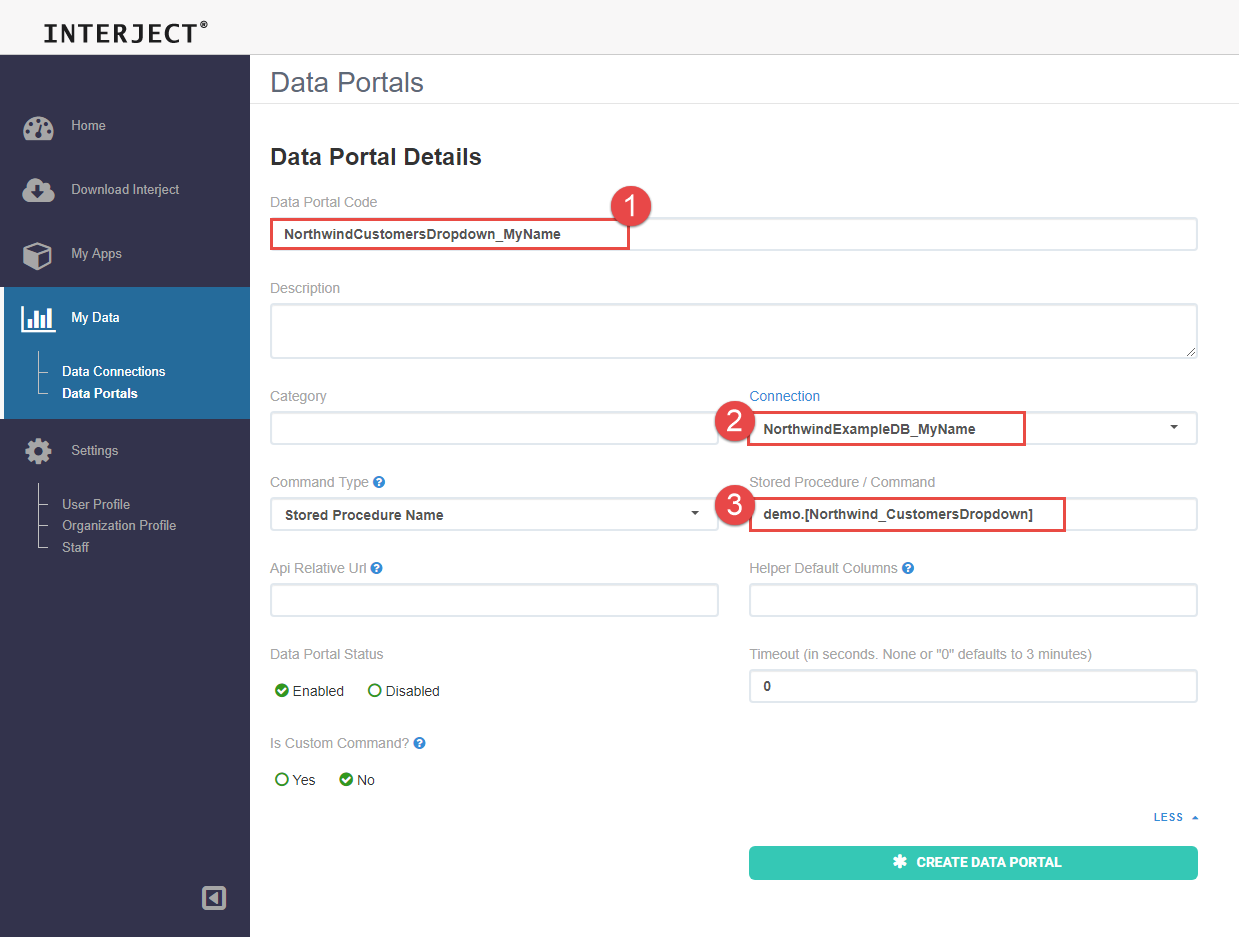 INTERJECT®
Data Portals
Home
Download Interject
My Apps
My Data
Data Connections
Data Portals
Settings
User Profile
Organization Profile
Staff
Data Portal Details
Data Portal Code
1
NorthwindCustomersDropdown_MyName
Description
Category
Connection
2
NorthwindExampleDB_MyName
Command Type ?
Stored Procedure / Command
Stored Procedure Name
3
demo.[Northwind_CustomersDropdown]
Api Relative Url ?
Helper Default Columns ?
Data Portal Status
Timeout (in seconds. None or "0" defaults to 3 minutes)
Enabled Disabled
0
Is Custom Command? ?
Yes No
LESS
CREATE DATA PORTAL